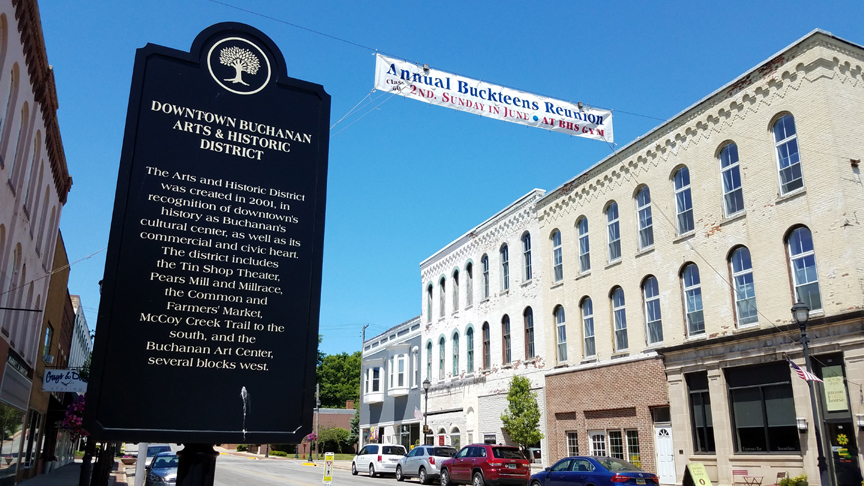 Annual Buckteens Reunion
Class 60 2ND. SUNDAY IN JUNE • AT BHS GYM
DOWNTOWN BUCHANAN
ARTS & HISTORIC
DISTRICT
The Arts and Historic District
was created in 2001, in
recognition of downtown's
history as Buchanan's
cultural center, as well as its
commercial and civic heart.
The district includes
the Tin Shop Theater,
Pears Mill and Millrace,
the Common and
Farmers' Market,
McCoy Creek Trail to the
south, and the
Buchanan Art Center,
several blocks west.